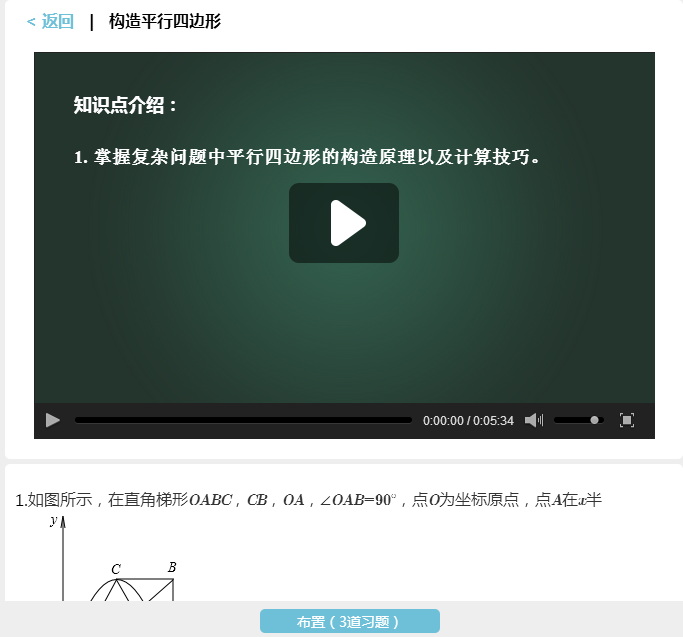 < 返回 | 构造平行四边形
知识点介绍：
1. 掌握复杂问题中平行四边形的构造原理以及计算技巧。
0:00:00 / 0:05:34
1.如图所示，在直角梯形OABC，CB，OA，∠OAB=90°，点O为坐标原点，点A在x半
y
C
B
布置（3道习题）